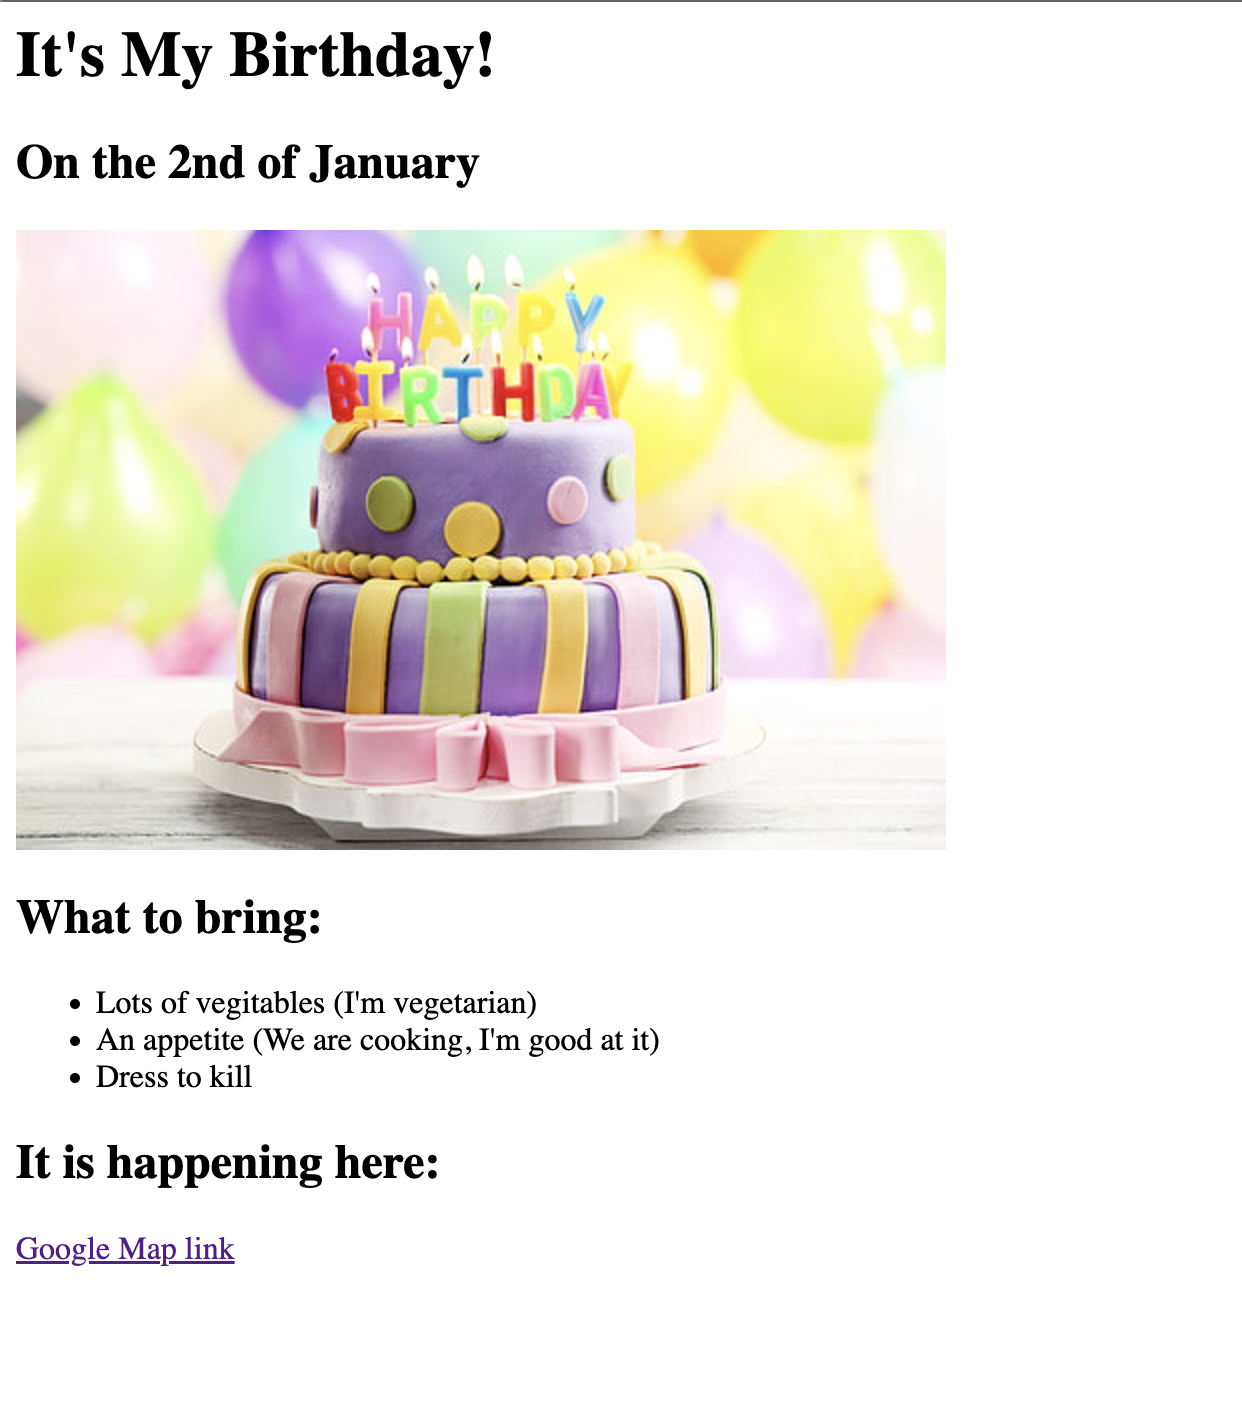 It's My Birthday!
On the 2nd of January
HAPPY
BIRTHDAY
What to bring:
Lots of vegitables (I'm vegetarian)
An appetite (We are cooking, I'm good at it)
Dress to kill
It is happening here:
Google Map link